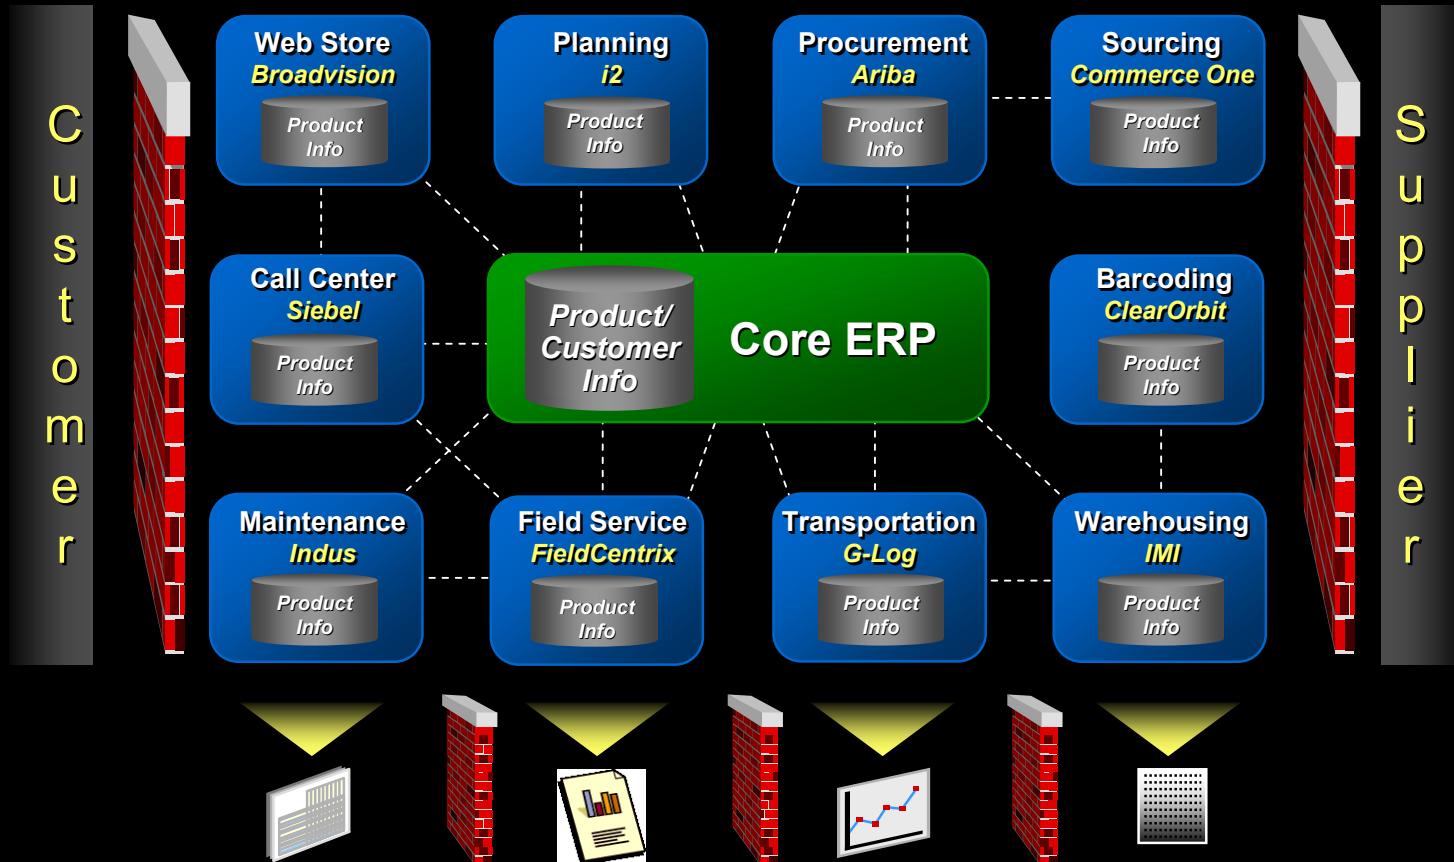 Customer
Web Store
Broadvision
Product
Info
Planning
i2
Product
Info
Procurement
Ariba
Product
Info
Sourcing
Commerce One
Product
Info
Supplier
Call Center
Siebel
Product
Info
Product/
Customer
Info
Core ERP
Barcoding
ClearOrbit
Product
Info
Maintenance
Indus
Product
Info
Field Service
FieldCentrix
Product
Info
Transportation
G-Log
Product
Info
Warehousing
IMI
Product
Info